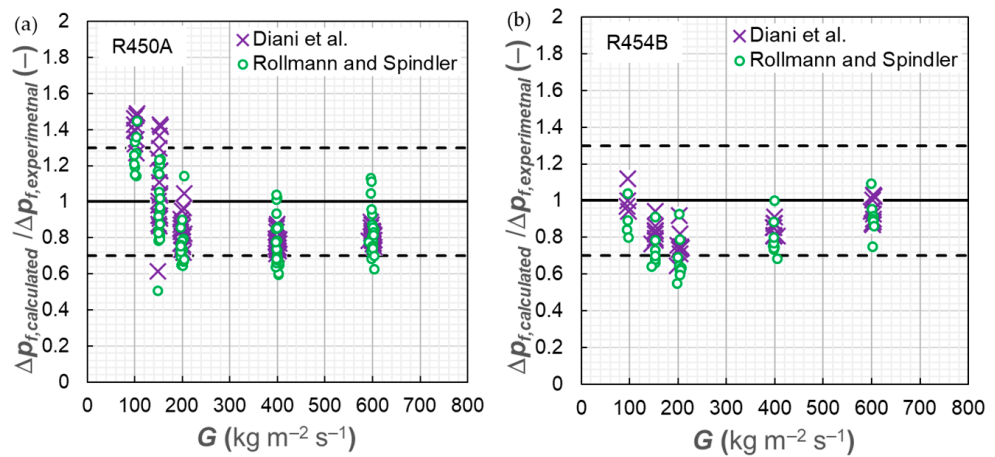 (a)
R450A
Diani et al.
Rollmann and Spindler
Δp_f,calculated /Δp_f,experimetnal (–)
2
1.8
1.6
1.4
1.2
1
0.8
0.6
0.4
0.2
0
0 100 200 300 400 500 600 700 800
G (kg m–2 s–1)
(b)
R454B
Diani et al.
Rollmann and Spindler
Δp_f,calculated /Δp_f,experimetnal (–)
2
1.8
1.6
1.4
1.2
1
0.8
0.6
0.4
0.2
0
0 100 200 300 400 500 600 700 800
G (kg m–2 s–1)